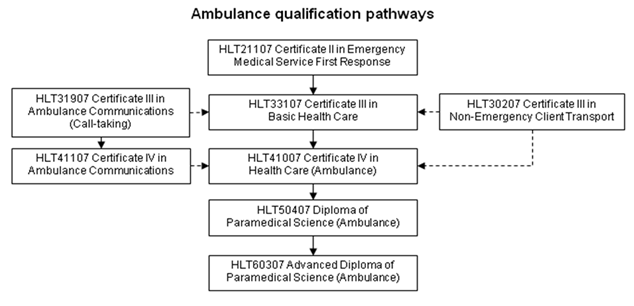 Ambulance qualification pathways
HLT21107 Certificate II in Emergency
Medical Service First Response
HLT31907 Certificate III in
Ambulance Communications
(Call-taking)
HLT33107 Certificate III in
Basic Health Care
HLT30207 Certificate III in
Non-Emergency Client Transport
HLT41107 Certificate IV in
Ambulance Communications
HLT41007 Certificate IV in
Health Care (Ambulance)
HLT50407 Diploma of
Paramedical Science (Ambulance)
HLT60307 Advanced Diploma of
Paramedical Science (Ambulance)